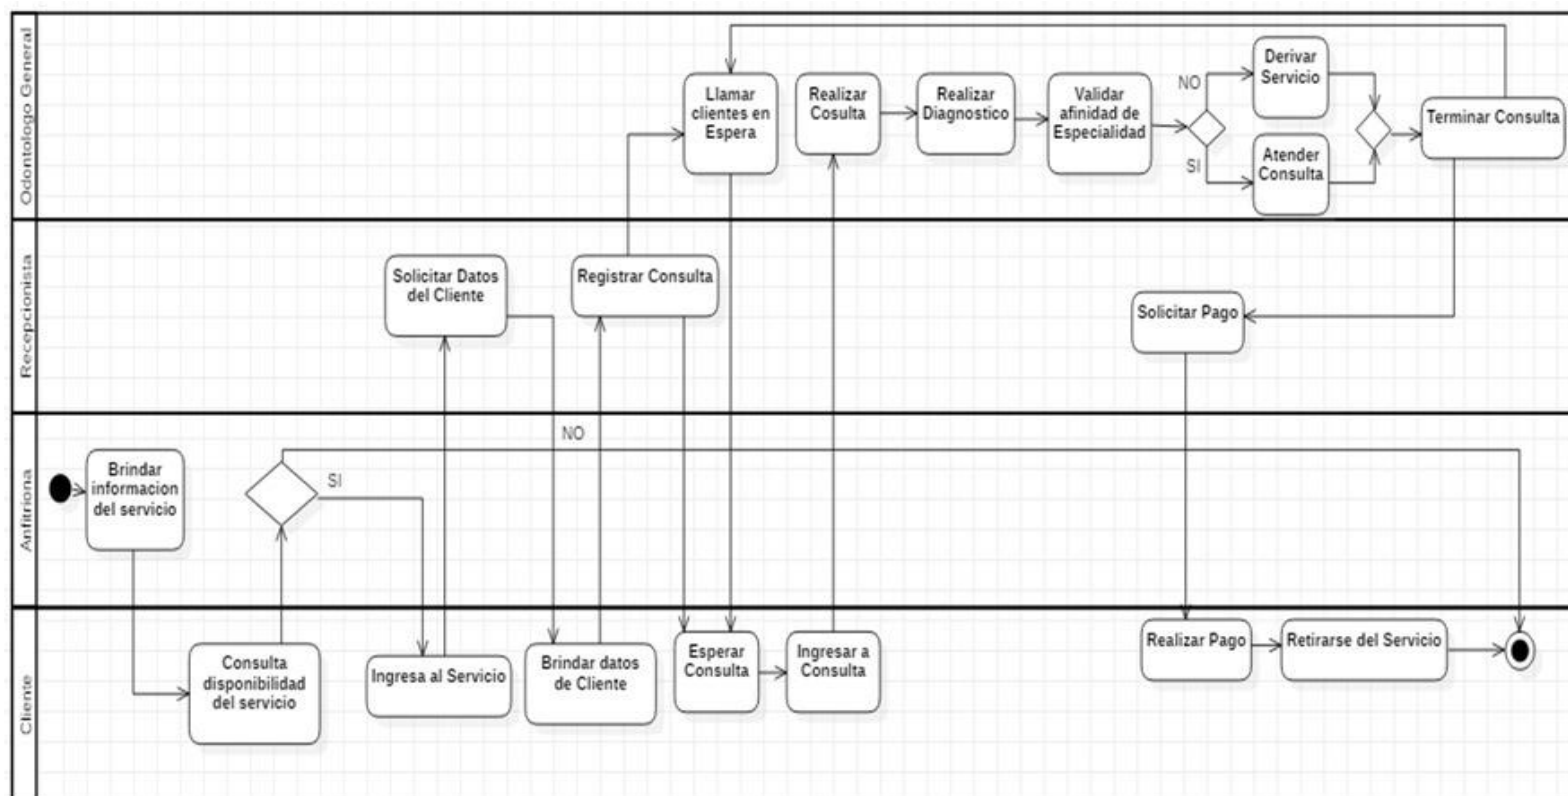 Odontologo General
Llamar
clientes en
Espera
Realizar
Cosulta
Realizar
Diagnostico
Validar
afinidad de
Especialidad
NO
SI
Derivar
Servicio
Atender
Consulta
Terminar Consulta
Recepcionista
Solicitar Datos
del Cliente
Registrar Consulta
Solicitar Pago
Anfitriona
Brindar
informacion
del servicio
SI
NO
Cliente
Consulta
disponibilidad
del servicio
Ingresa al Servicio
Brindar datos
de Cliente
Esperar
Consulta
Ingresar a
Consulta
Realizar Pago
Retirarse del Servicio